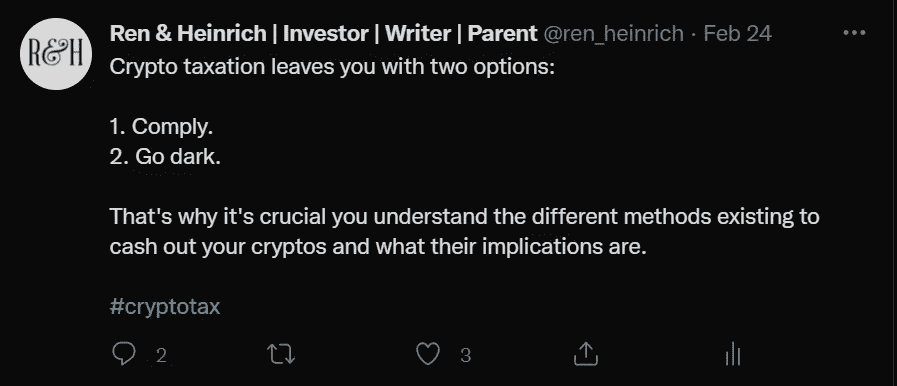 R&H
Ren & Heinrich | Investor | Writer | Parent @ren_heinrich · Feb 24
Crypto taxation leaves you with two options:
1. Comply.
2. Go dark.
That's why it's crucial you understand the different methods existing to
cash out your cryptos and what their implications are.
#cryptotax
2 3